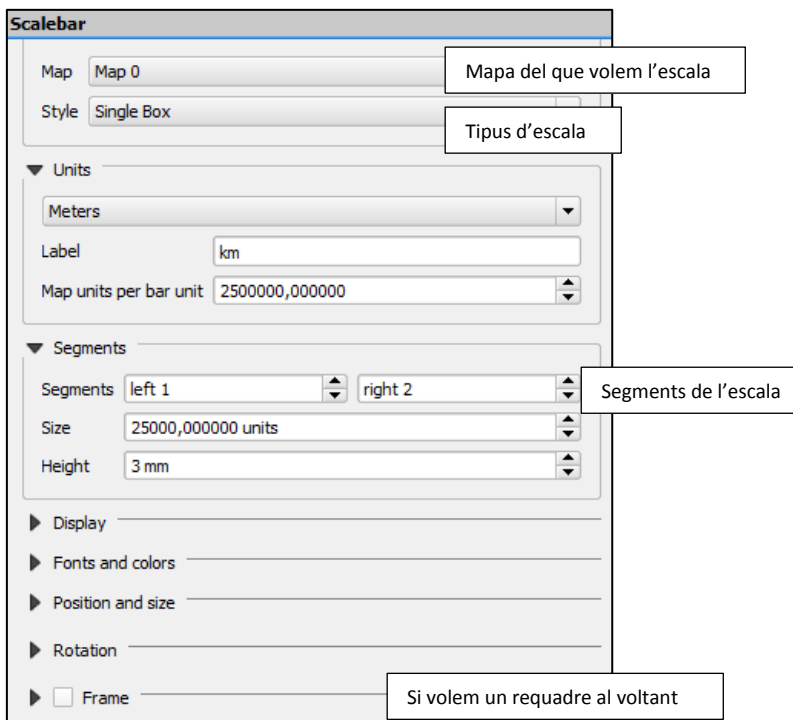 Scalebar
Map Map 0 Mapa del que volem l’escala
Style Single Box
Tipus d’escala
Units
Meters
Label km
Map units per bar unit 2500000,000000
Segments
Segments left 1 right 2 Segments de l’escala
Size 25000,000000 units
Height 3 mm
Display
Fonts and colors
Position and size
Rotation
Frame Si volem un requadre al voltant